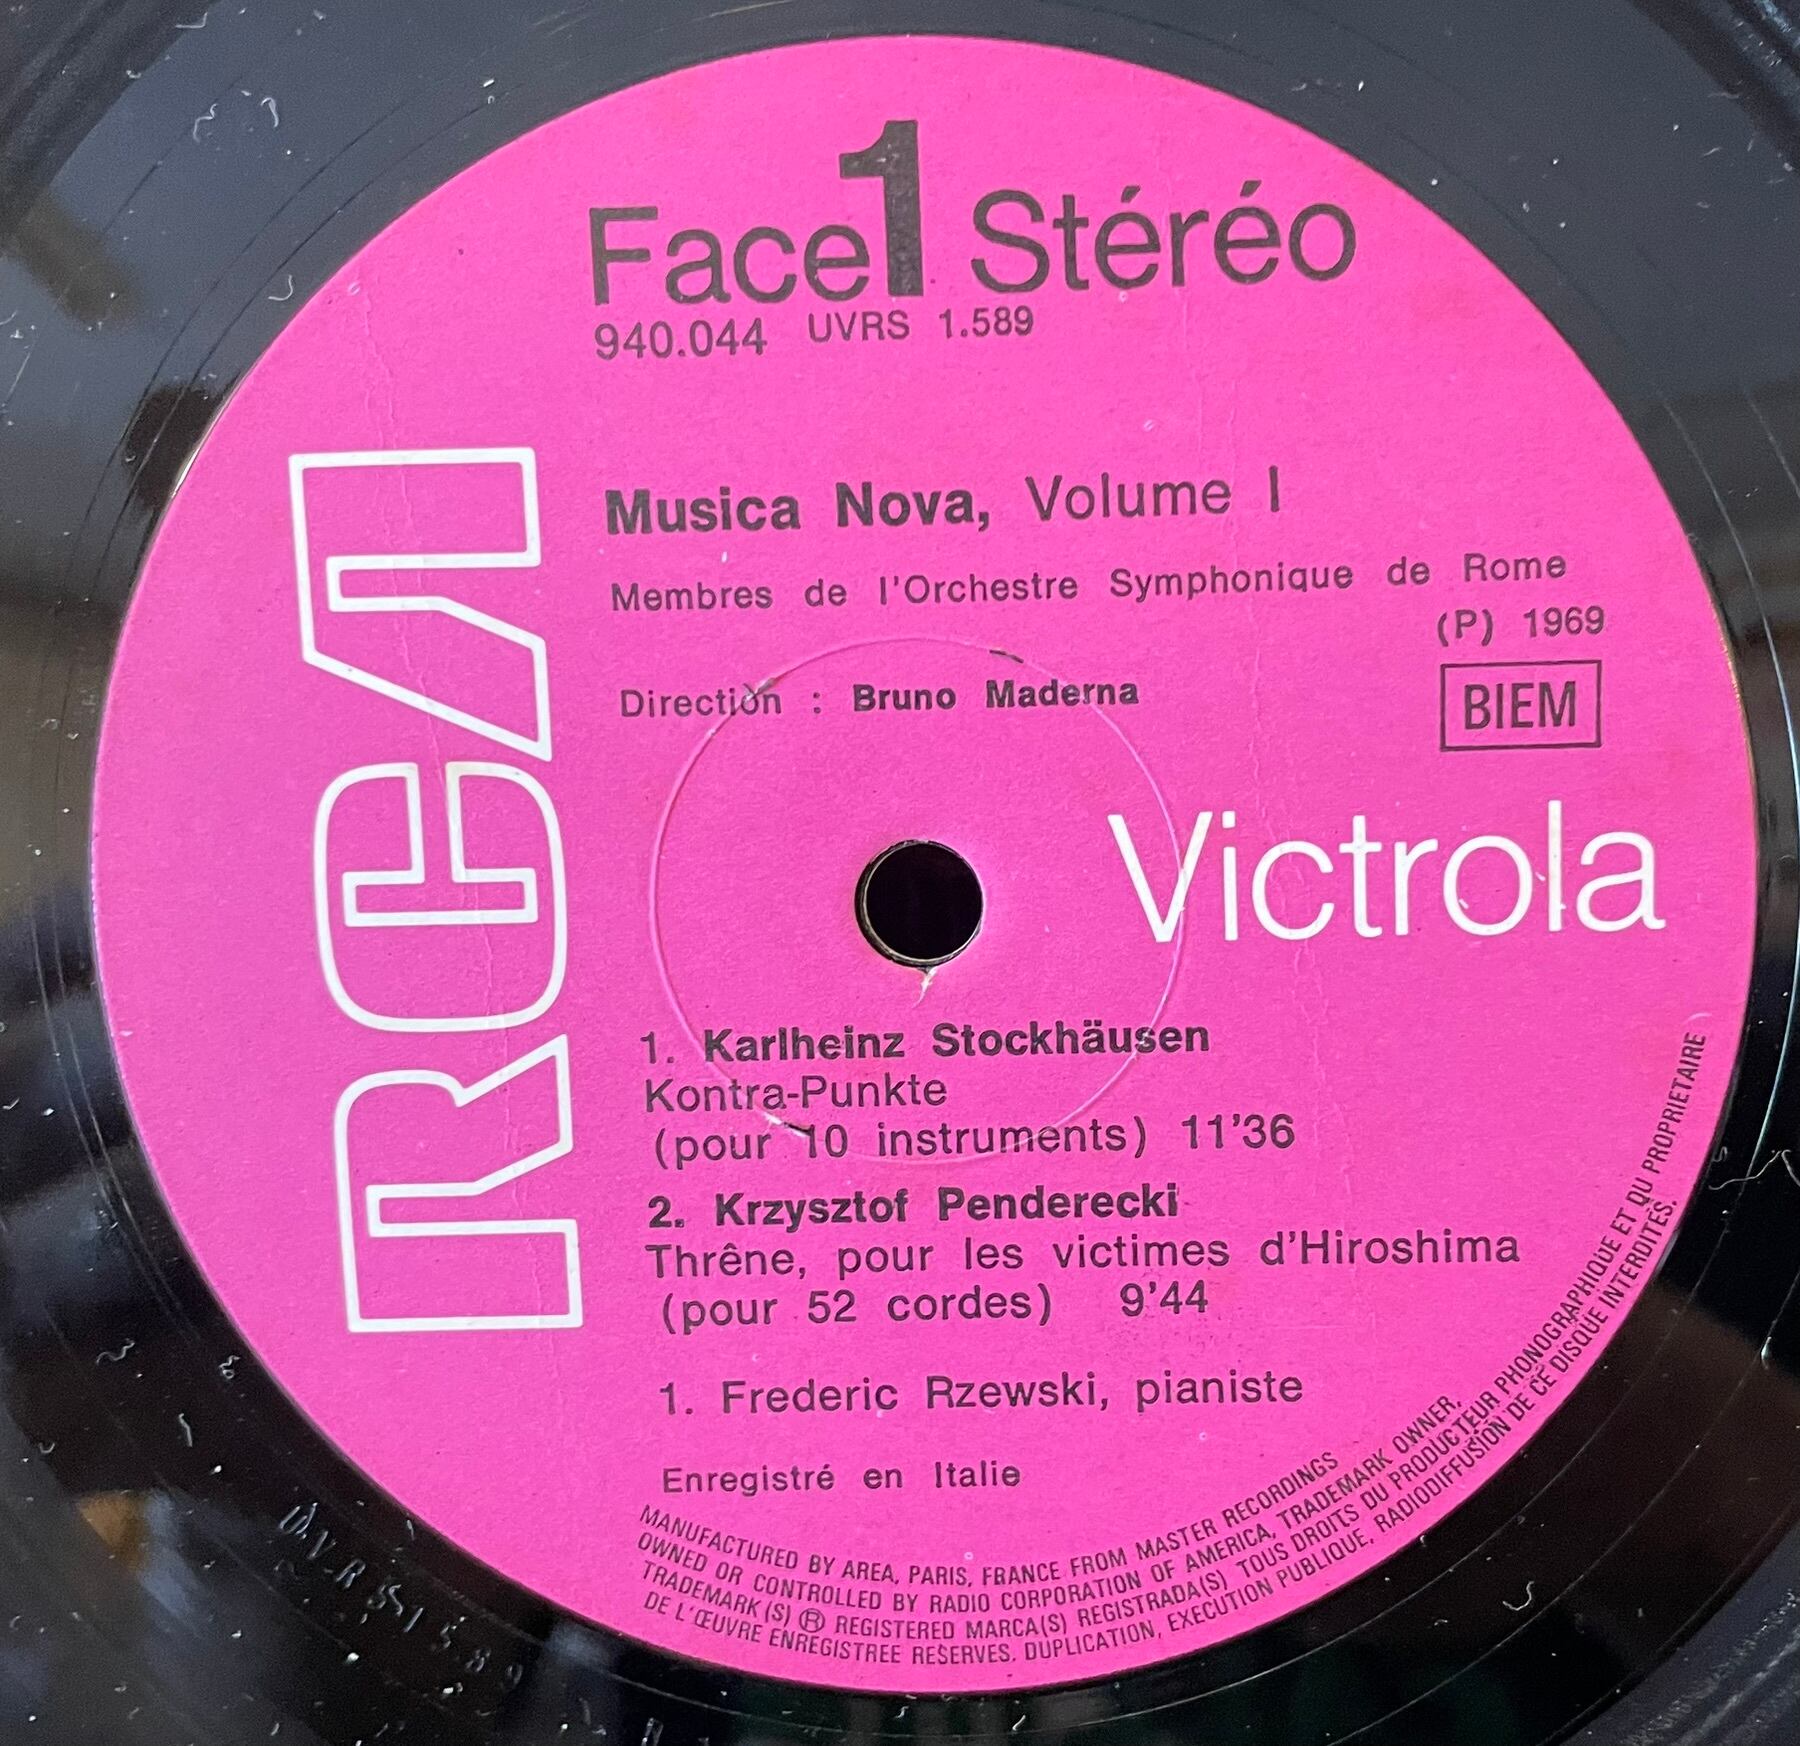 Face 1 Stéréo
940.044 UVRS 1.589
RCA
Musica Nova, Volume I
Membres de l'Orchestre Symphonique de Rome
(P) 1969
Direction : Bruno Maderna
BIEM
Victrola
1. Karlheinz Stockhäusen
Kontra-Punkte
(pour 10 instruments) 11'36
2. Krzysztof Penderecki
Thrêne, pour les victimes d'Hiroshima
(pour 52 cordes) 9'44
1. Frederic Rzewski, pianiste
Enregistré en Italie
MANUFACTURED BY AREA, PARIS, FRANCE FROM MASTER RECORDINGS
OWNED OR CONTROLLED BY RADIO CORPORATION OF AMERICA, TRADEMARK OWNER,
TRADEMARK(S) ® REGISTERED MARCA(S) REGISTRADA(S) TOUS DROITS DU PRODUCTEUR PHONOGRAPHIQUE ET DU PROPRIETAIRE
DE L'ŒUVRE ENREGISTREE RESERVES. DUPLICATION, EXECUTION PUBLIQUE, RADIODIFFUSION DE CE DISQUE INTERDITES.